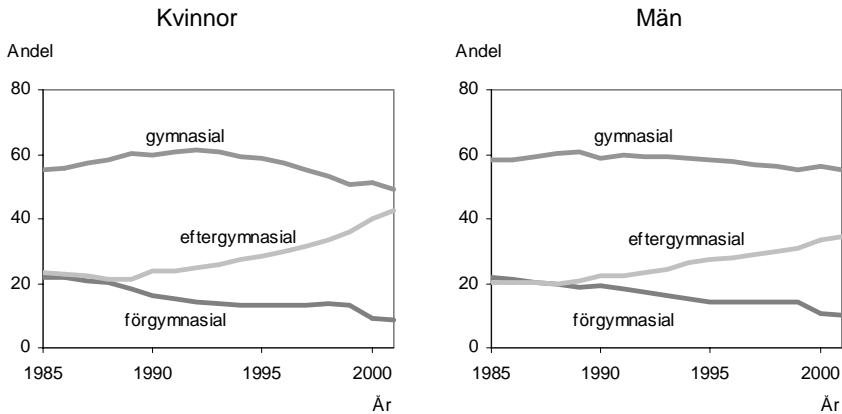 Kvinnor
Andel
80
60
40
20
0
gymnasial
eftergymnasial
förgymnasial
1985 1990 1995 2000
År
Män
Andel
80
60
40
20
0
gymnasial
eftergymnasial
förgymnasial
1985 1990 1995 2000
År